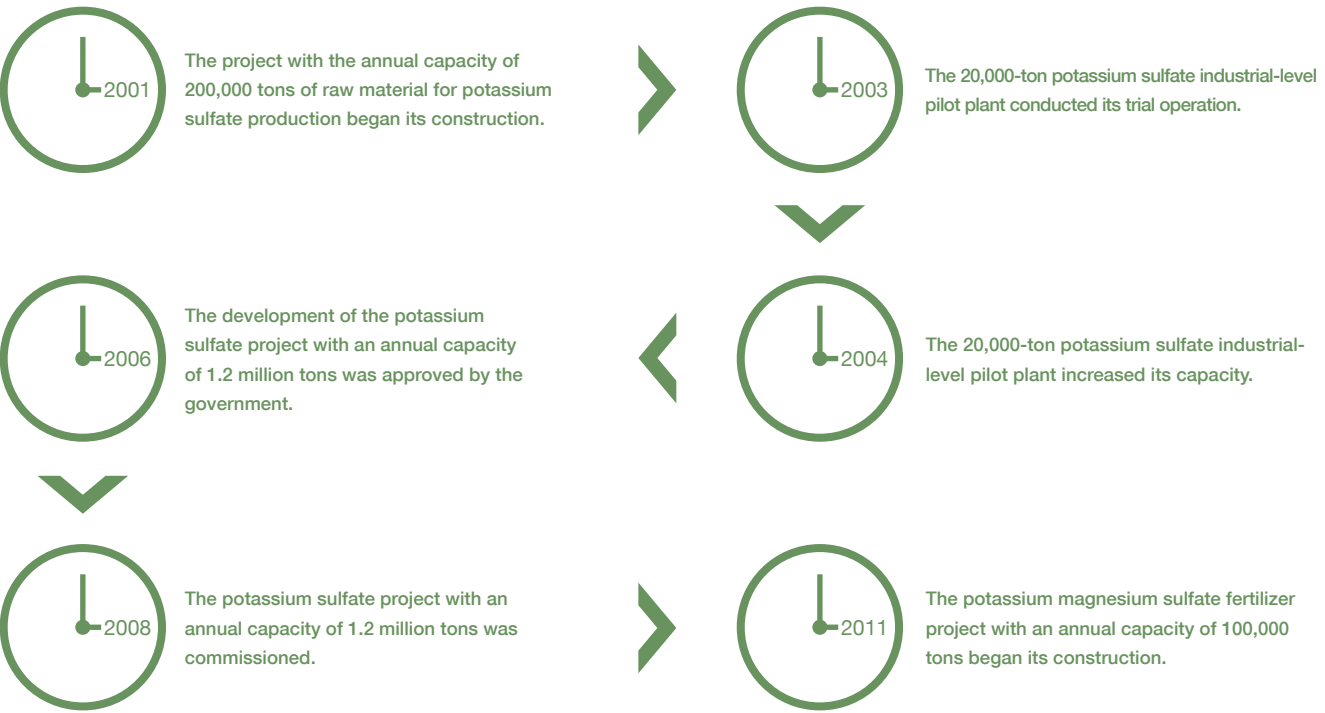 2001
The project with the annual capacity of
200,000 tons of raw material for potassium
sulfate production began its construction.
2003
The 20,000-ton potassium sulfate industrial-level
pilot plant conducted its trial operation.
2004
The 20,000-ton potassium sulfate industrial-
level pilot plant increased its capacity.
2006
The development of the potassium
sulfate project with an annual capacity
of 1.2 million tons was approved by the
government.
2008
The potassium sulfate project with an
annual capacity of 1.2 million tons was
commissioned.
2011
The potassium magnesium sulfate fertilizer
project with an annual capacity of 100,000
tons began its construction.